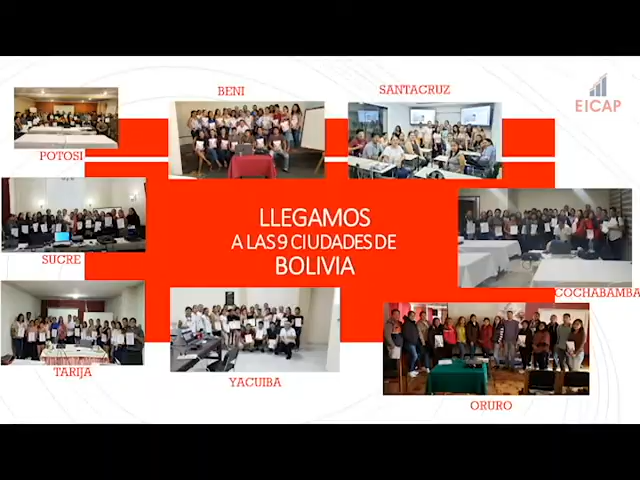 BENI
SANTACRUZ
EICAP
POTOSI
LLEGAMOS
A LAS 9 CIUDADES DE
BOLIVIA
SUCRE
COCHABAMBA
TARIJA
YACUIBA
ORURO